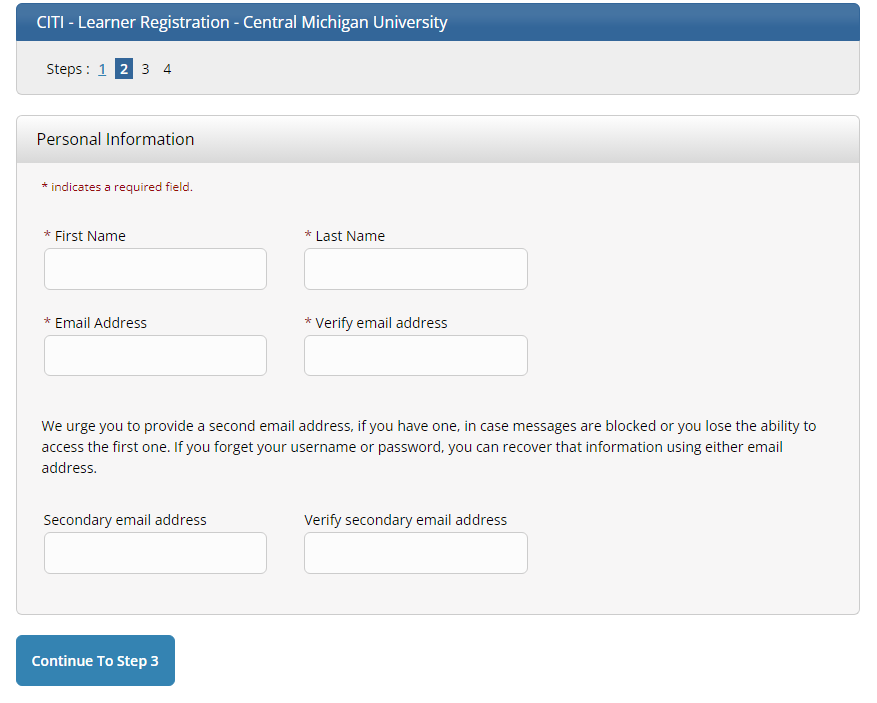 CITI - Learner Registration - Central Michigan University
Steps : 1 2 3 4
Personal Information
* indicates a required field.
* First Name * Last Name
* Email Address * Verify email address
We urge you to provide a second email address, if you have one, in case messages are blocked or you lose the ability to
access the first one. If you forget your username or password, you can recover that information using either email
address.
Secondary email address Verify secondary email address
Continue To Step 3